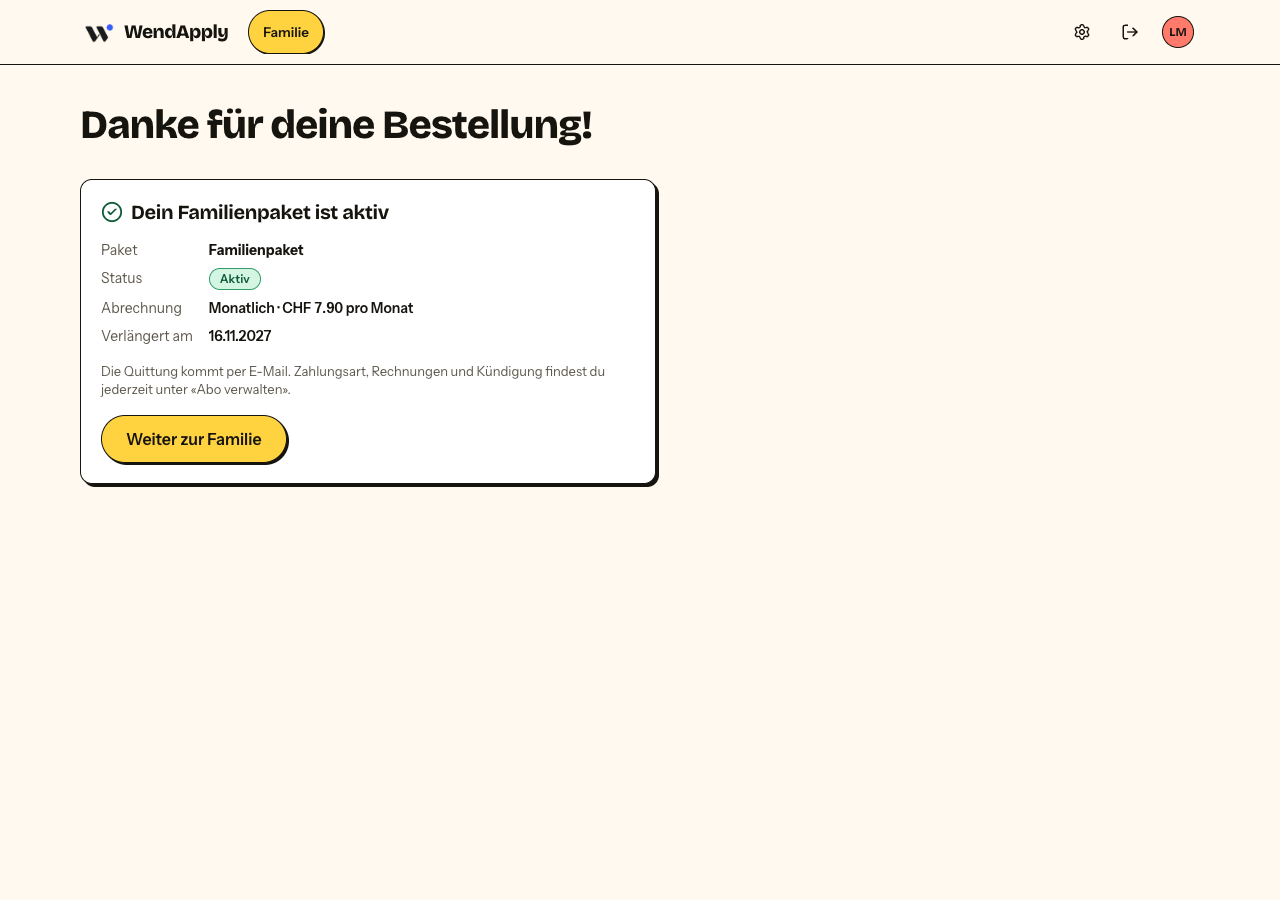 WendApply
Familie
LM
Danke für deine Bestellung!
Dein Familienpaket ist aktiv
Paket Familienpaket
Status Aktiv
Abrechnung Monatlich · CHF 7.90 pro Monat
Verlängert am 16.11.2027
Die Quittung kommt per E-Mail. Zahlungsart, Rechnungen und Kündigung findest du
jederzeit unter «Abo verwalten».
Weiter zur Familie